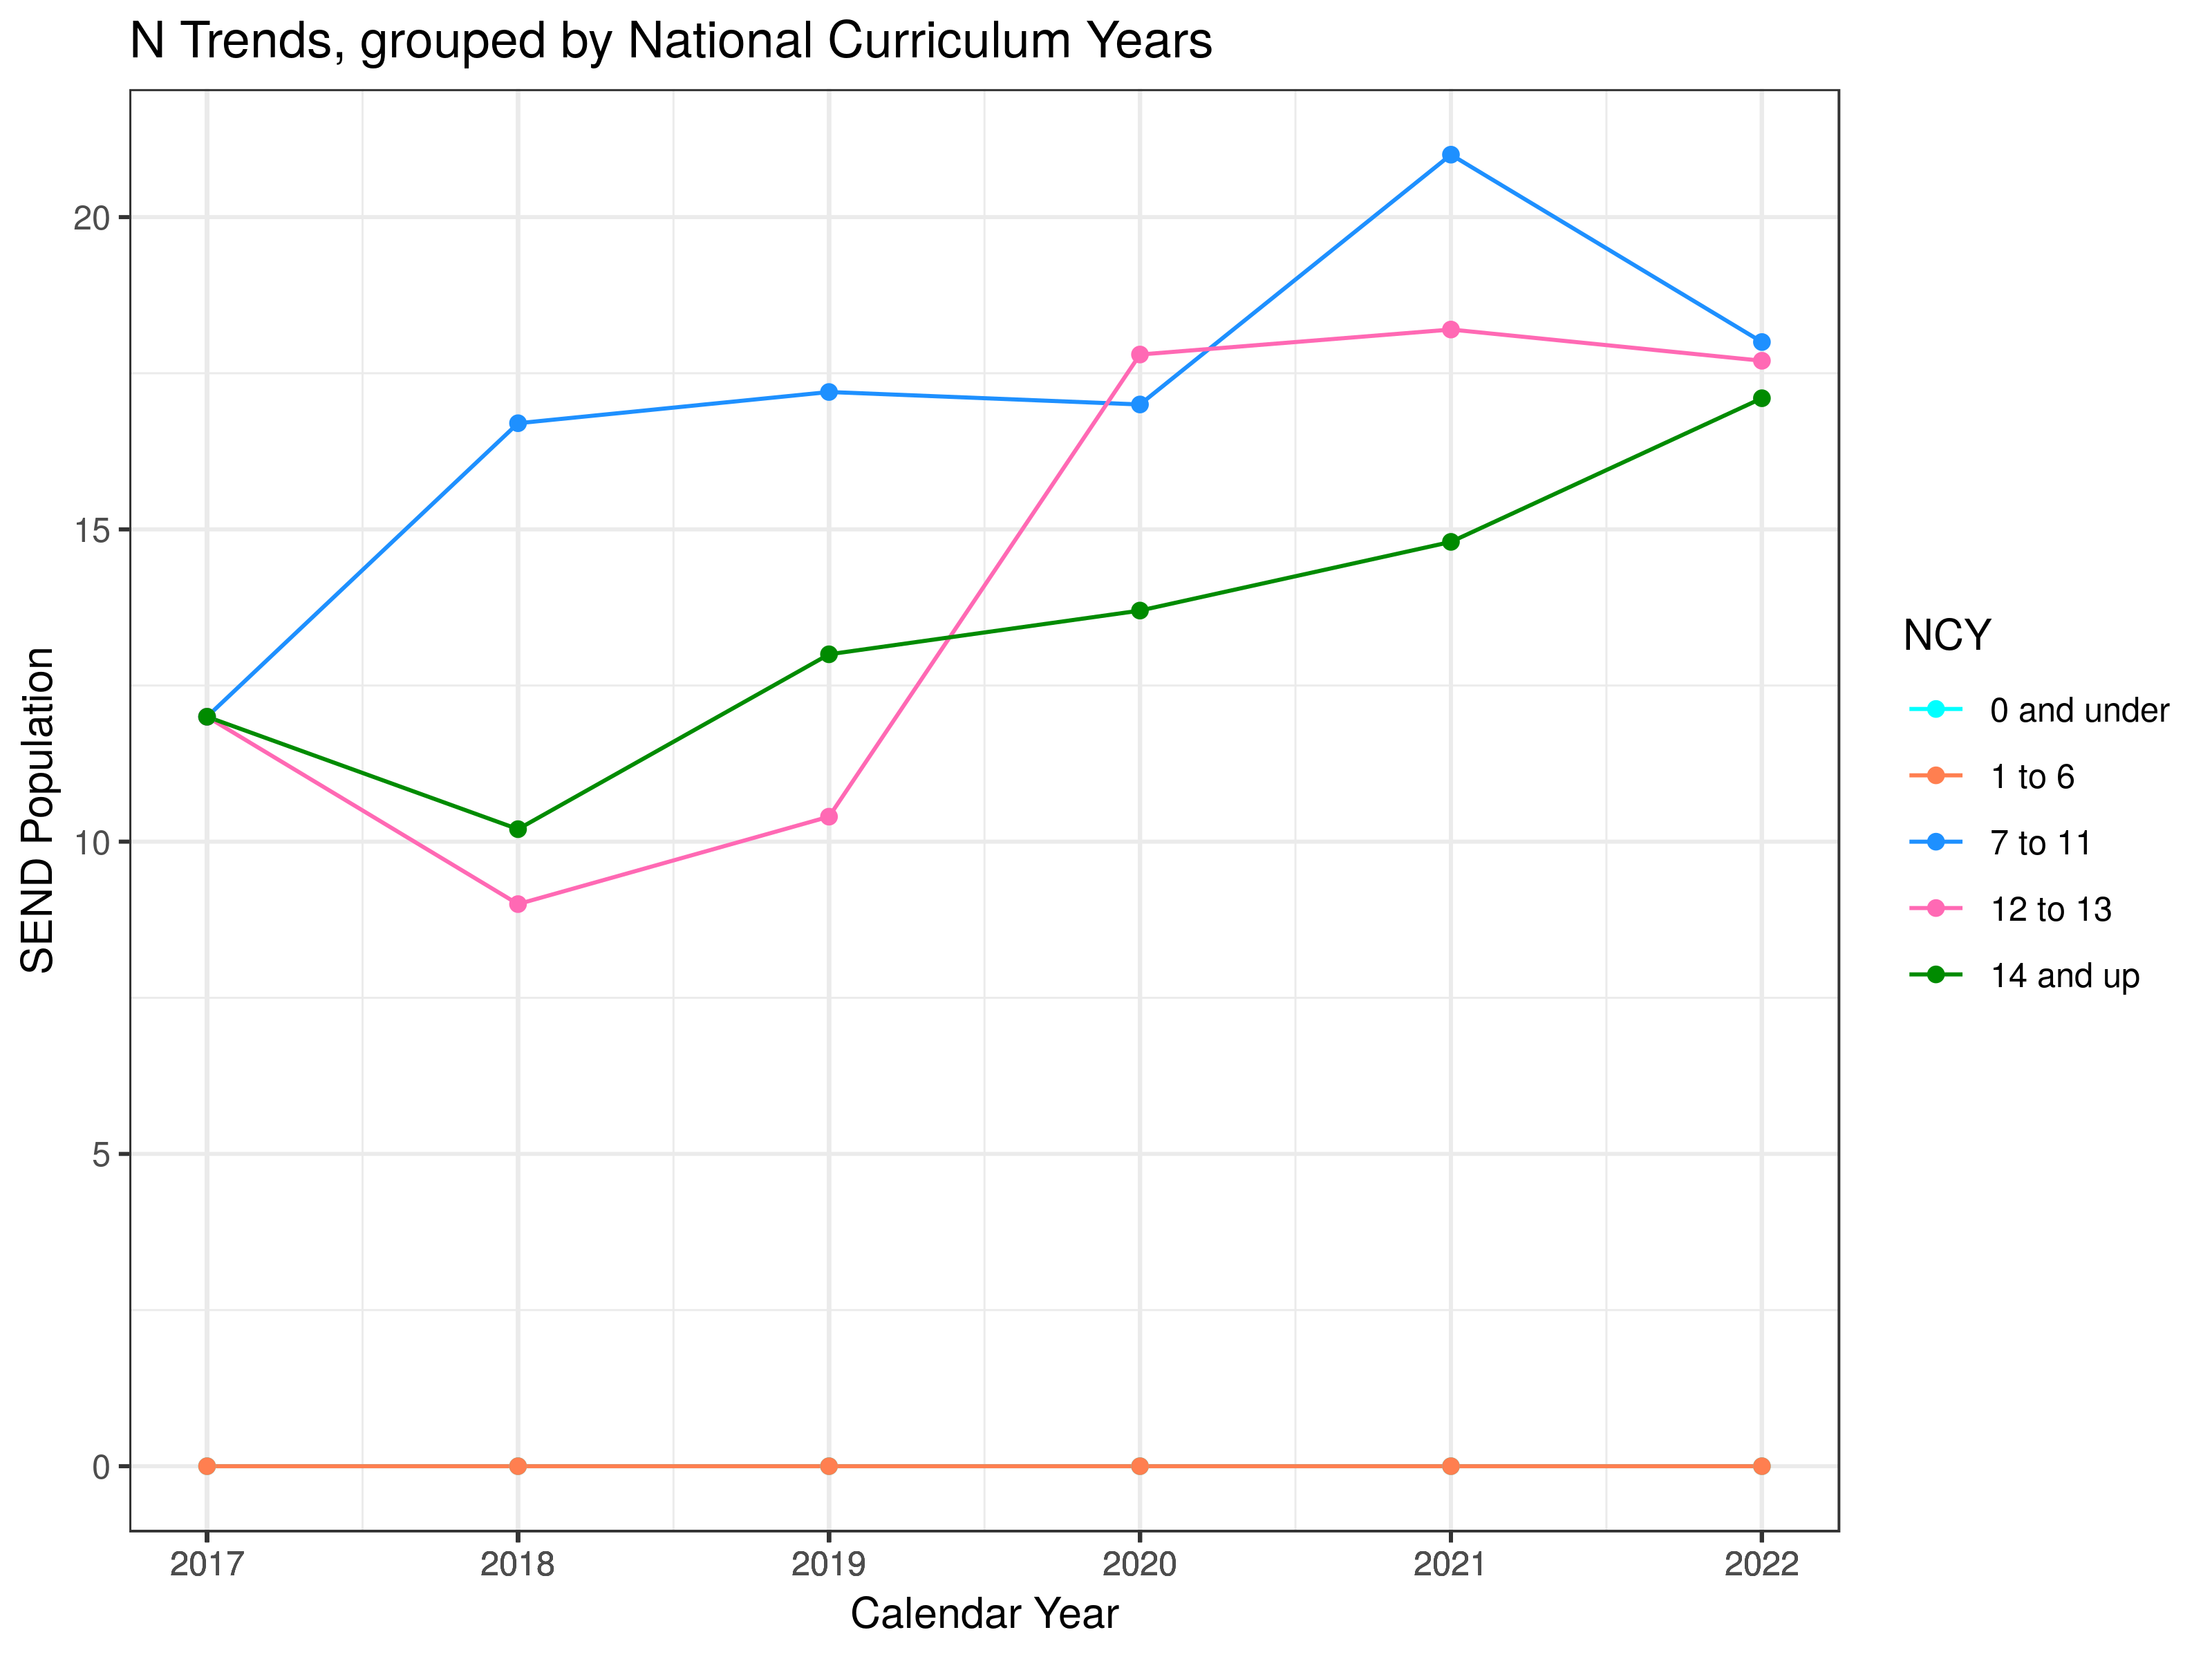 N Trends, grouped by National Curriculum Years
SEND Population
20
15
10
5
0
2017 2018 2019 2020 2021 2022
Calendar Year
NCY
0 and under
1 to 6
7 to 11
12 to 13
14 and up